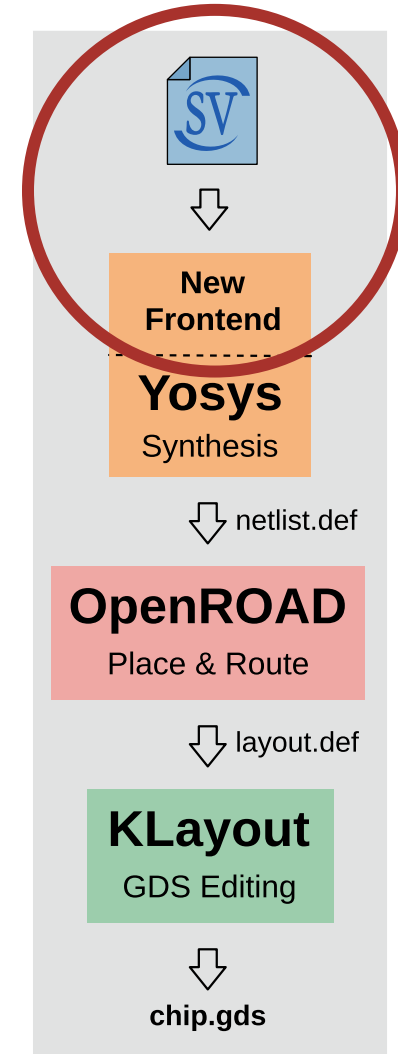 SV
New
Frontend
Yosys
Synthesis
netlist.def
OpenROAD
Place & Route
layout.def
KLayout
GDS Editing
chip.gds